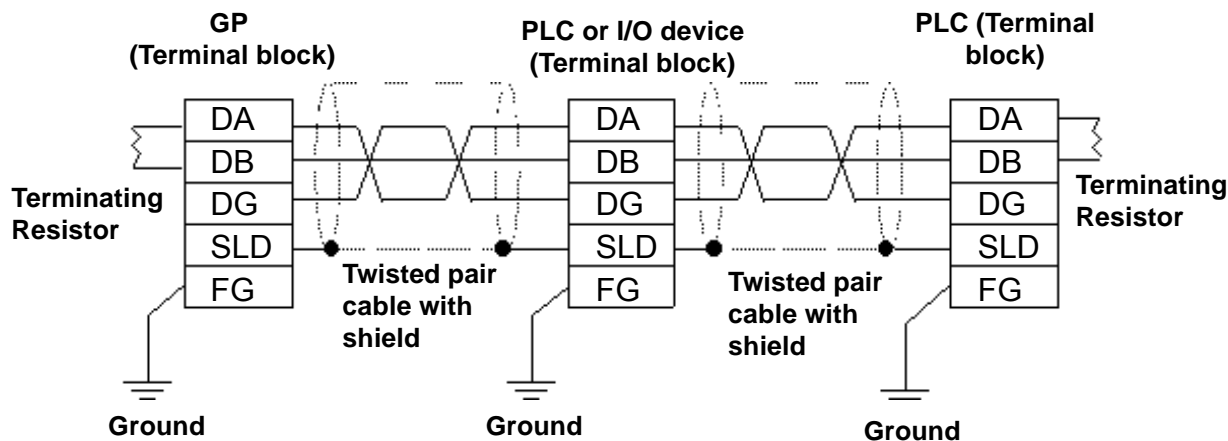 GP
(Terminal block)
PLC or I/O device
(Terminal block)
PLC (Terminal
block)
DA
DB
DG
SLD
FG
DA
DB
DG
SLD
FG
DA
DB
DG
SLD
FG
Terminating
Resistor
Terminating
Resistor
Twisted pair
cable with
shield
Twisted pair
cable with
shield
Ground
Ground
Ground